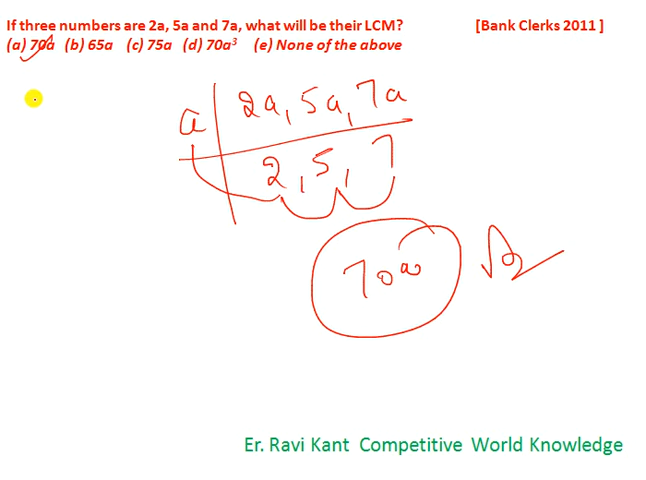 If three numbers are 2a, 5a and 7a, what will be their LCM? [Bank Clerks 2011]
(a) 70a (b) 65a (c) 75a (d) 70a³ (e) None of the above
a 2a, 5a, 7a
2, 5, 7
70a
Er. Ravi Kant Competitive World Knowledge